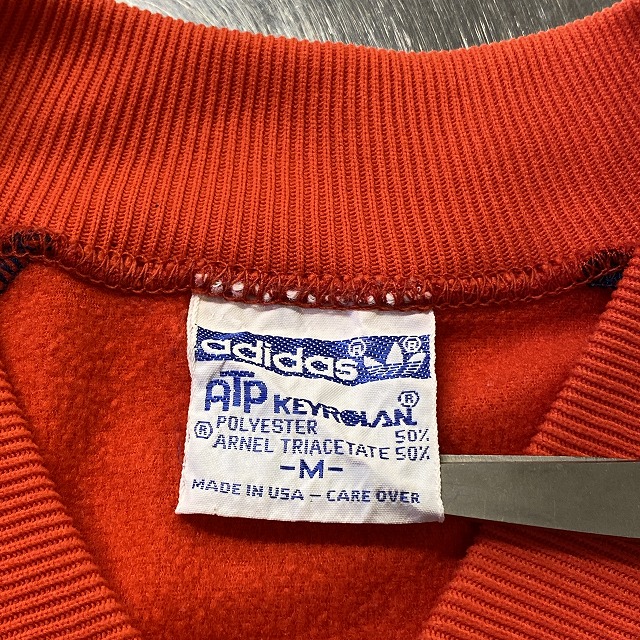 adidas® ®
ATP KEYROLAN®
POLYESTER 50%
® ARNEL TRIACETATE 50%
-M-
MADE IN USA – CARE OVER